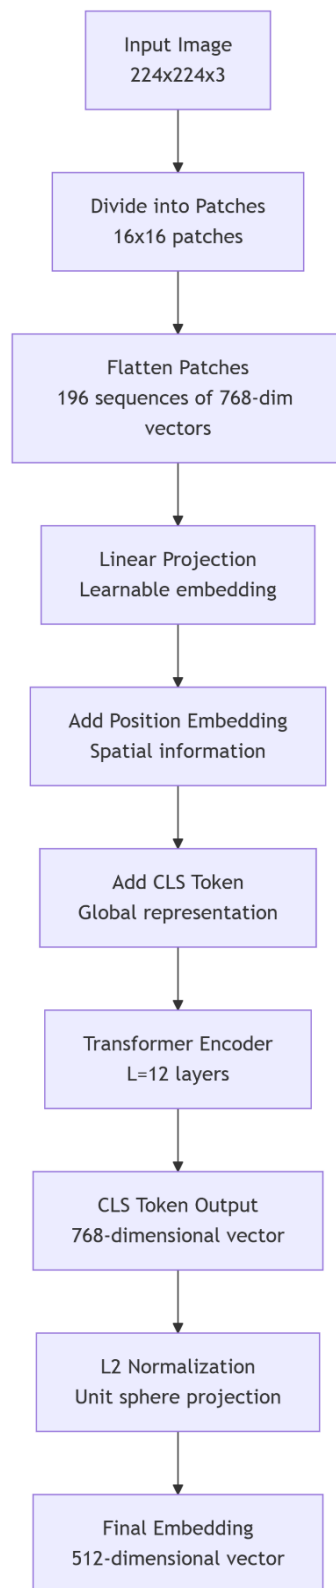 Input Image
224x224x3
Divide into Patches
16x16 patches
Flatten Patches
196 sequences of 768-dim
vectors
Linear Projection
Learnable embedding
Add Position Embedding
Spatial information
Add CLS Token
Global representation
Transformer Encoder
L=12 layers
CLS Token Output
768-dimensional vector
L2 Normalization
Unit sphere projection
Final Embedding
512-dimensional vector